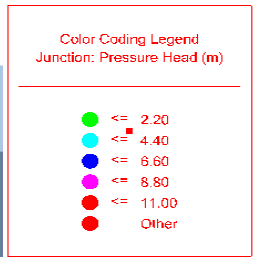 Color Coding Legend
Junction: Pressure Head (m)
<= 2.20
<= 4.40
<= 6.60
<= 8.80
<= 11.00
Other